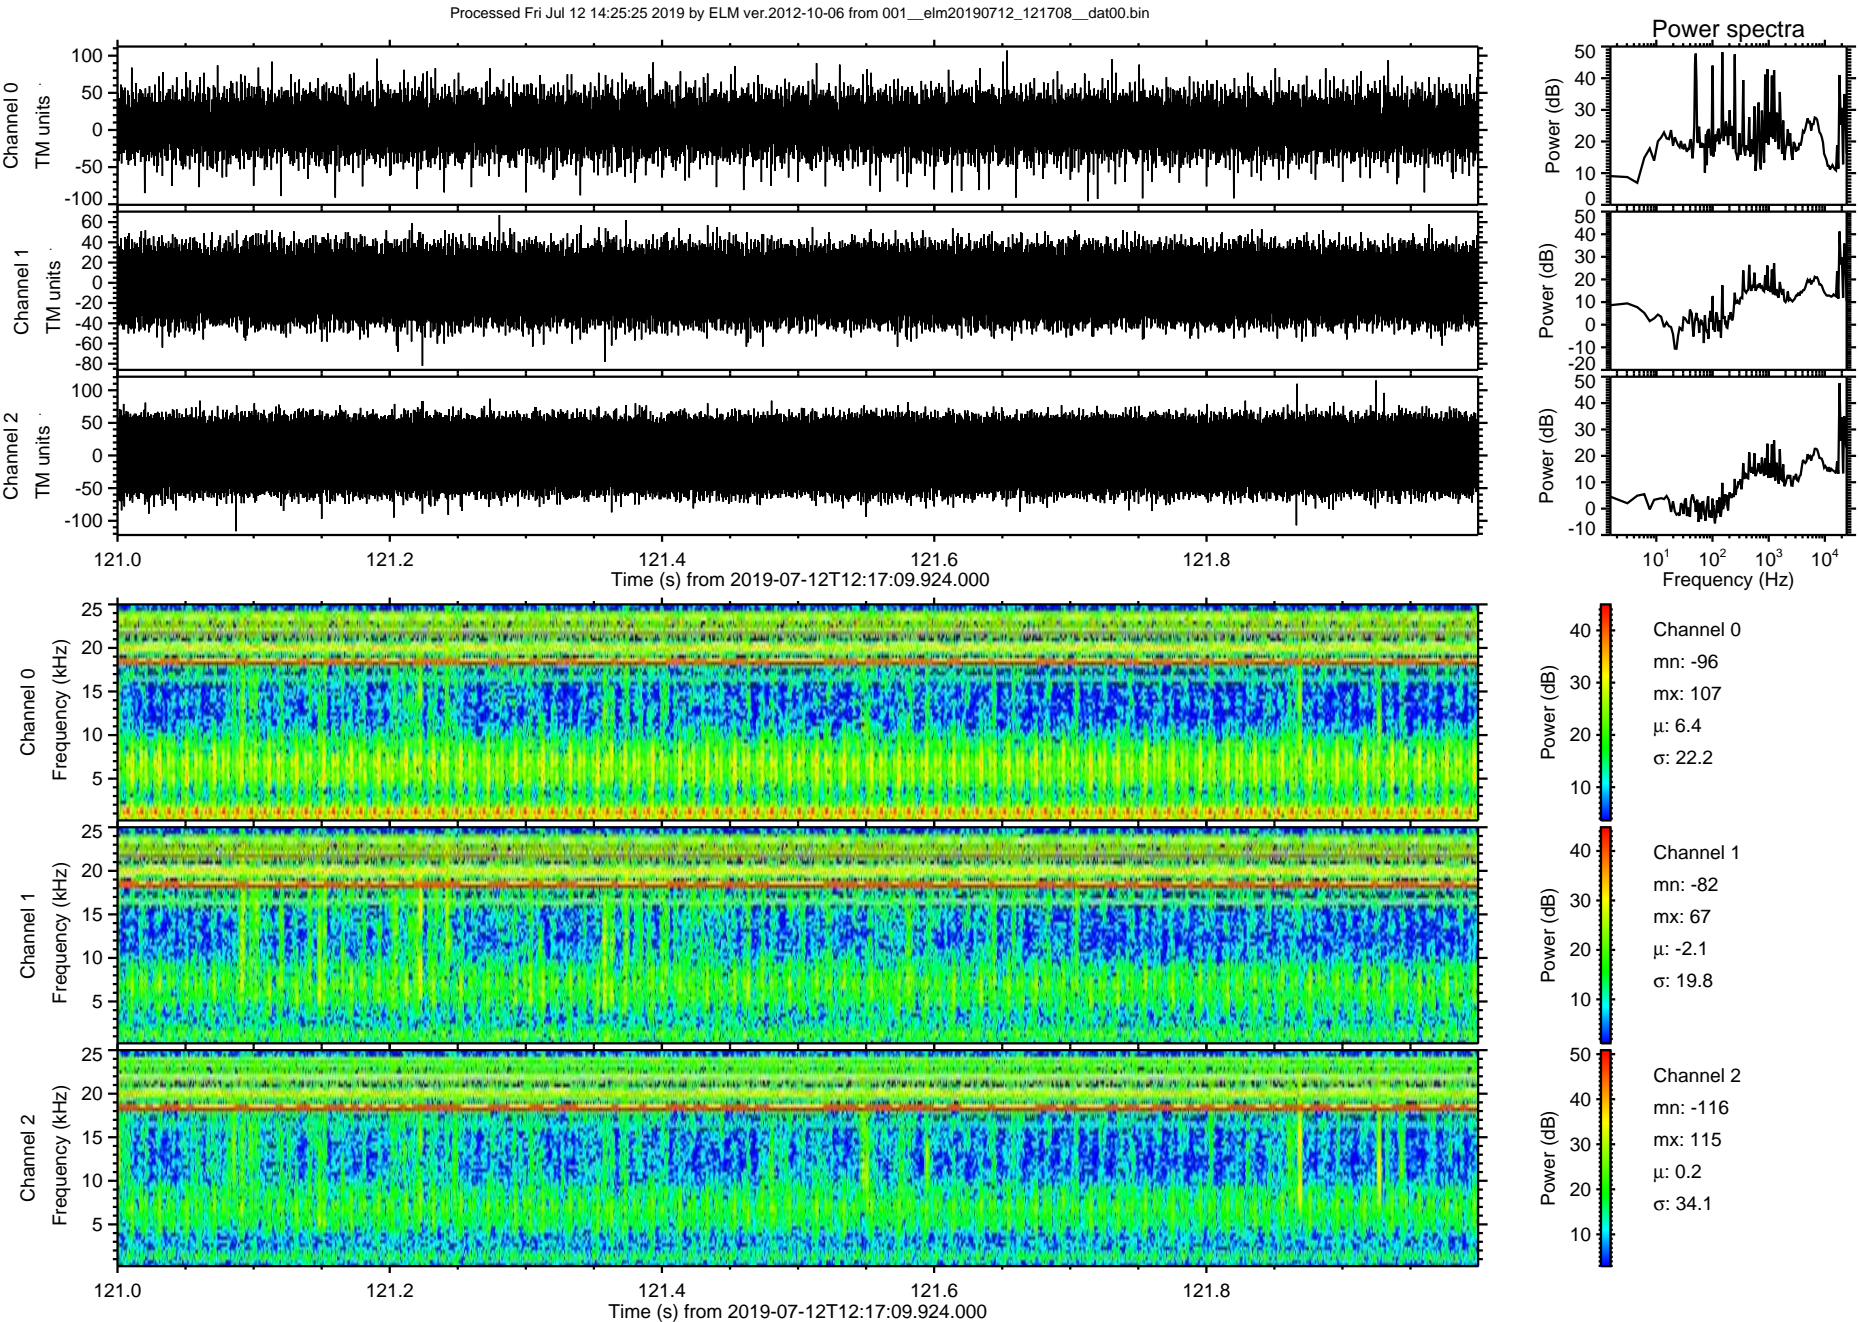 Processed Fri Jul 12 14:25:25 2019 by ELM ver.2012-10-06 from 001__elm20190712_121708__dat00.bin
Power spectra
Channel 0
TM units
100
50
0
-50
-100
Power (dB)
50
40
30
20
10
0
Channel 1
TM units
60
40
20
0
-20
-40
-60
-80
Power (dB)
50
40
30
20
10
0
-10
-20
Channel 2
TM units
100
50
0
-50
-100
Power (dB)
50
40
30
20
10
0
-10
121.0 121.2 121.4 121.6 121.8
Time (s) from 2019-07-12T12:17:09.924.000
10¹ 10² 10³ 10⁴
Frequency (Hz)
Channel 0
Frequency (kHz)
25
20
15
10
5
Power (dB)
40
30
20
10
Channel 0
mn: -96
mx: 107
μ: 6.4
σ: 22.2
Channel 1
Frequency (kHz)
25
20
15
10
5
Power (dB)
40
30
20
10
Channel 1
mn: -82
mx: 67
μ: -2.1
σ: 19.8
Channel 2
Frequency (kHz)
25
20
15
10
5
Power (dB)
50
40
30
20
10
Channel 2
mn: -116
mx: 115
μ: 0.2
σ: 34.1
121.0 121.2 121.4 121.6 121.8
Time (s) from 2019-07-12T12:17:09.924.000